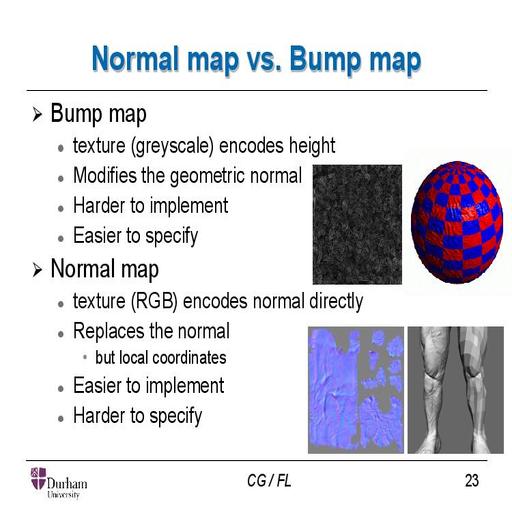 Normal map vs. Bump map
Bump map
texture (greyscale) encodes height
Modifies the geometric normal
Harder to implement
Easier to specify
Normal map
texture (RGB) encodes normal directly
Replaces the normal
but local coordinates
Easier to implement
Harder to specify
Durham
University
CG / FL
23